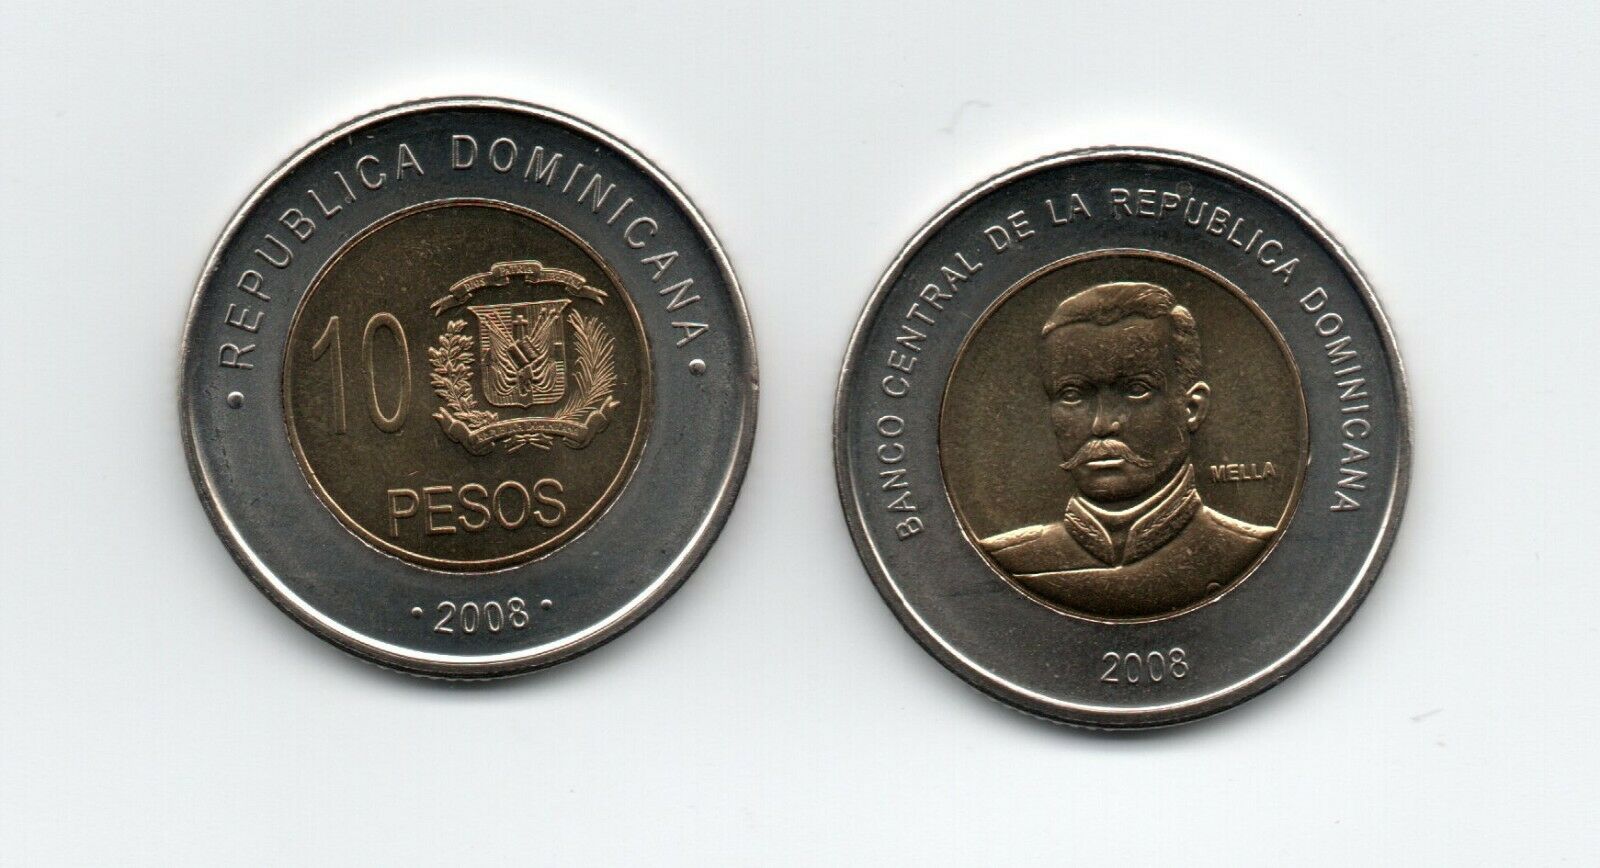 · REPUBLICA DOMINICANA ·
10
PESOS
· 2008 ·
BANCO CENTRAL DE LA REPUBLICA DOMINICANA
MELLA
2008